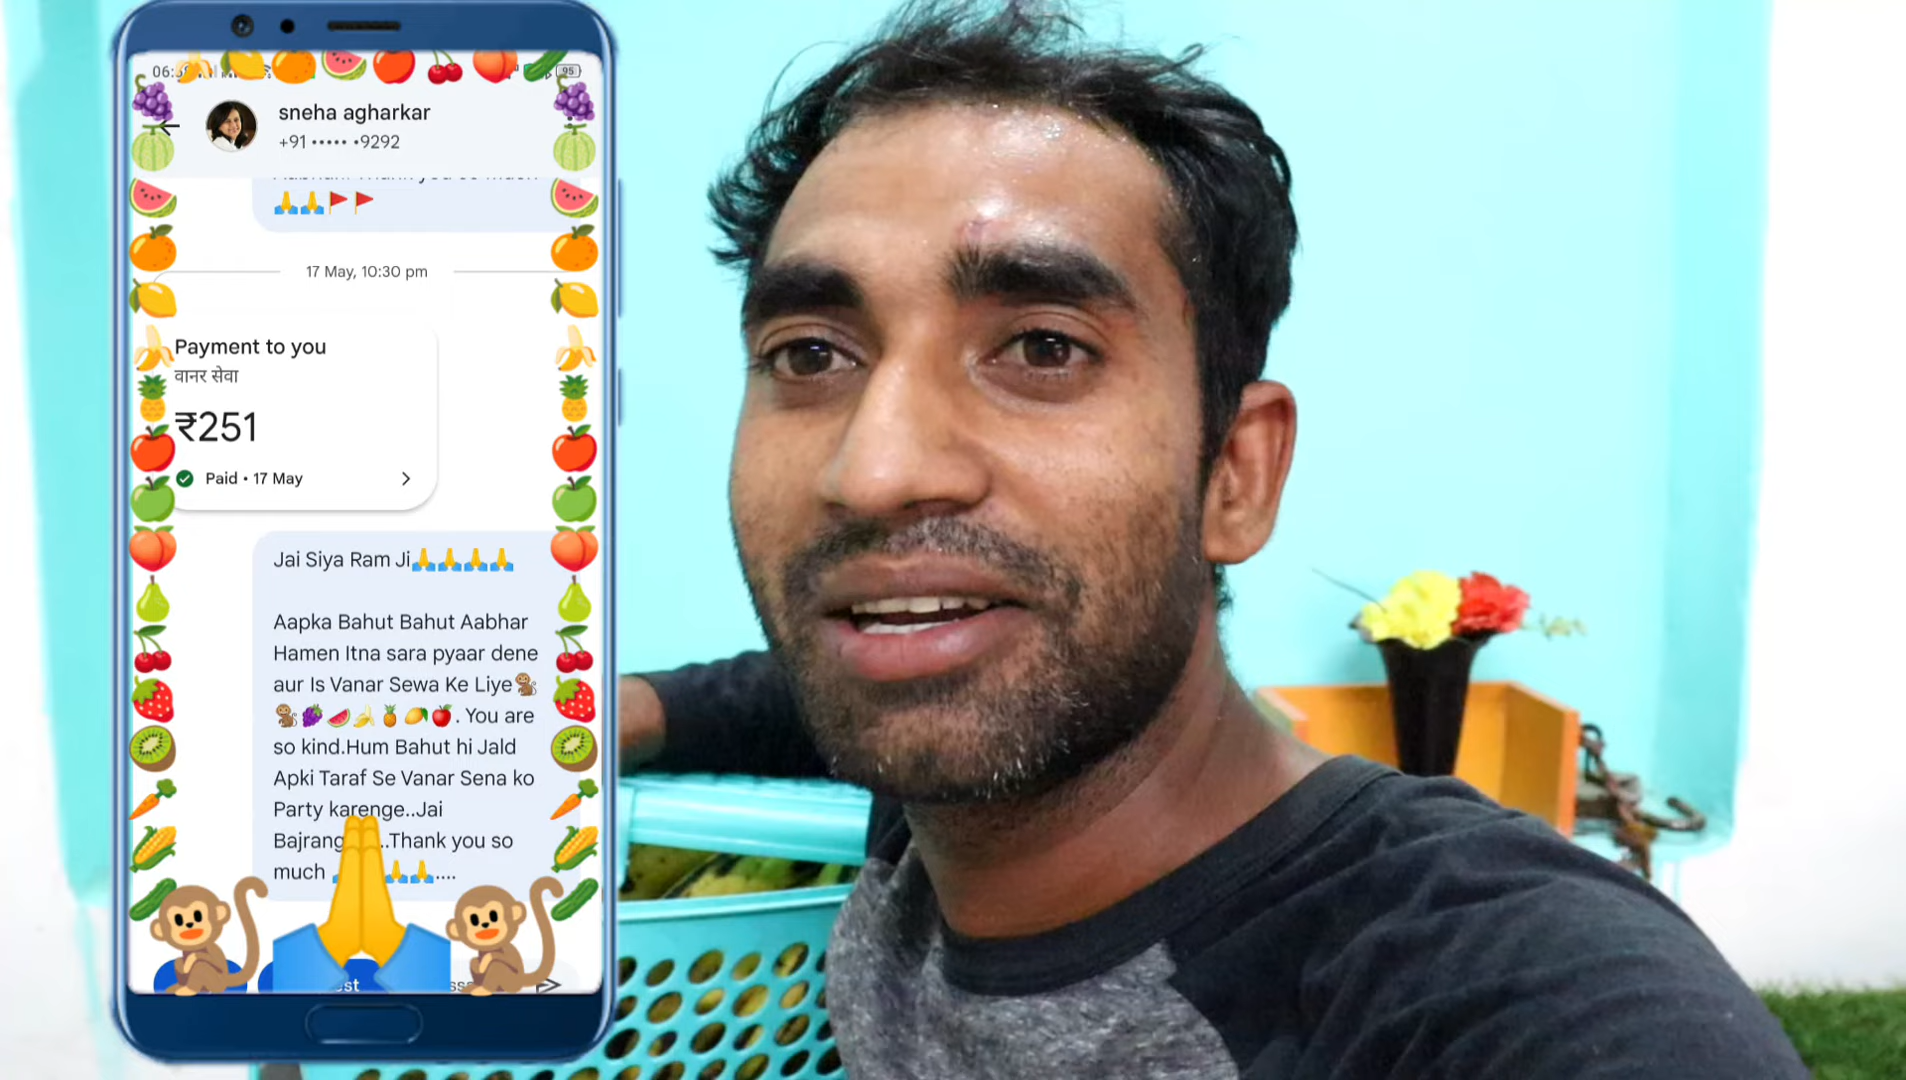 95
sneha agharkar
+91 ••••• •9292
🙏🙏🚩🚩
17 May, 10:30 pm
Payment to you
वानर सेवा
₹251
Paid • 17 May
Jai Siya Ram Ji🙏🙏🙏🙏
Aapka Bahut Bahut Aabhar
Hamen Itna sara pyaar dene
aur Is Vanar Sewa Ke Liye🐒
🐒🍇🍉🍌🍍🥭🍎. You are
so kind.Hum Bahut hi Jald
Apki Taraf Se Vanar Sena ko
Party karenge..Jai
..Thank you so
much 🙏🙏....